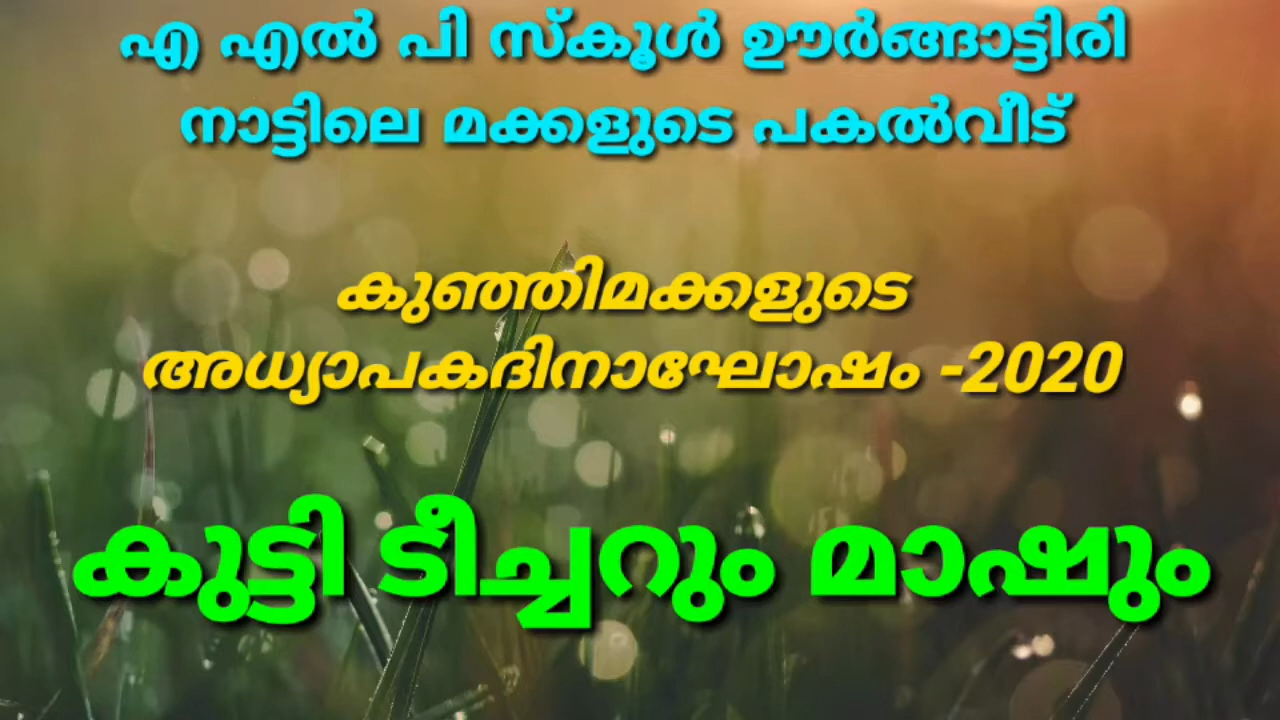 എ എൽ പി സ്കൂൾ ഊർങ്ങാട്ടിരി
നാട്ടിലെ മക്കളുടെ പകൽവീട്
കുഞ്ഞിമക്കളുടെ
അധ്യാപകദിനാഘോഷം -2020
കുട്ടി ടീച്ചറും മാഷും